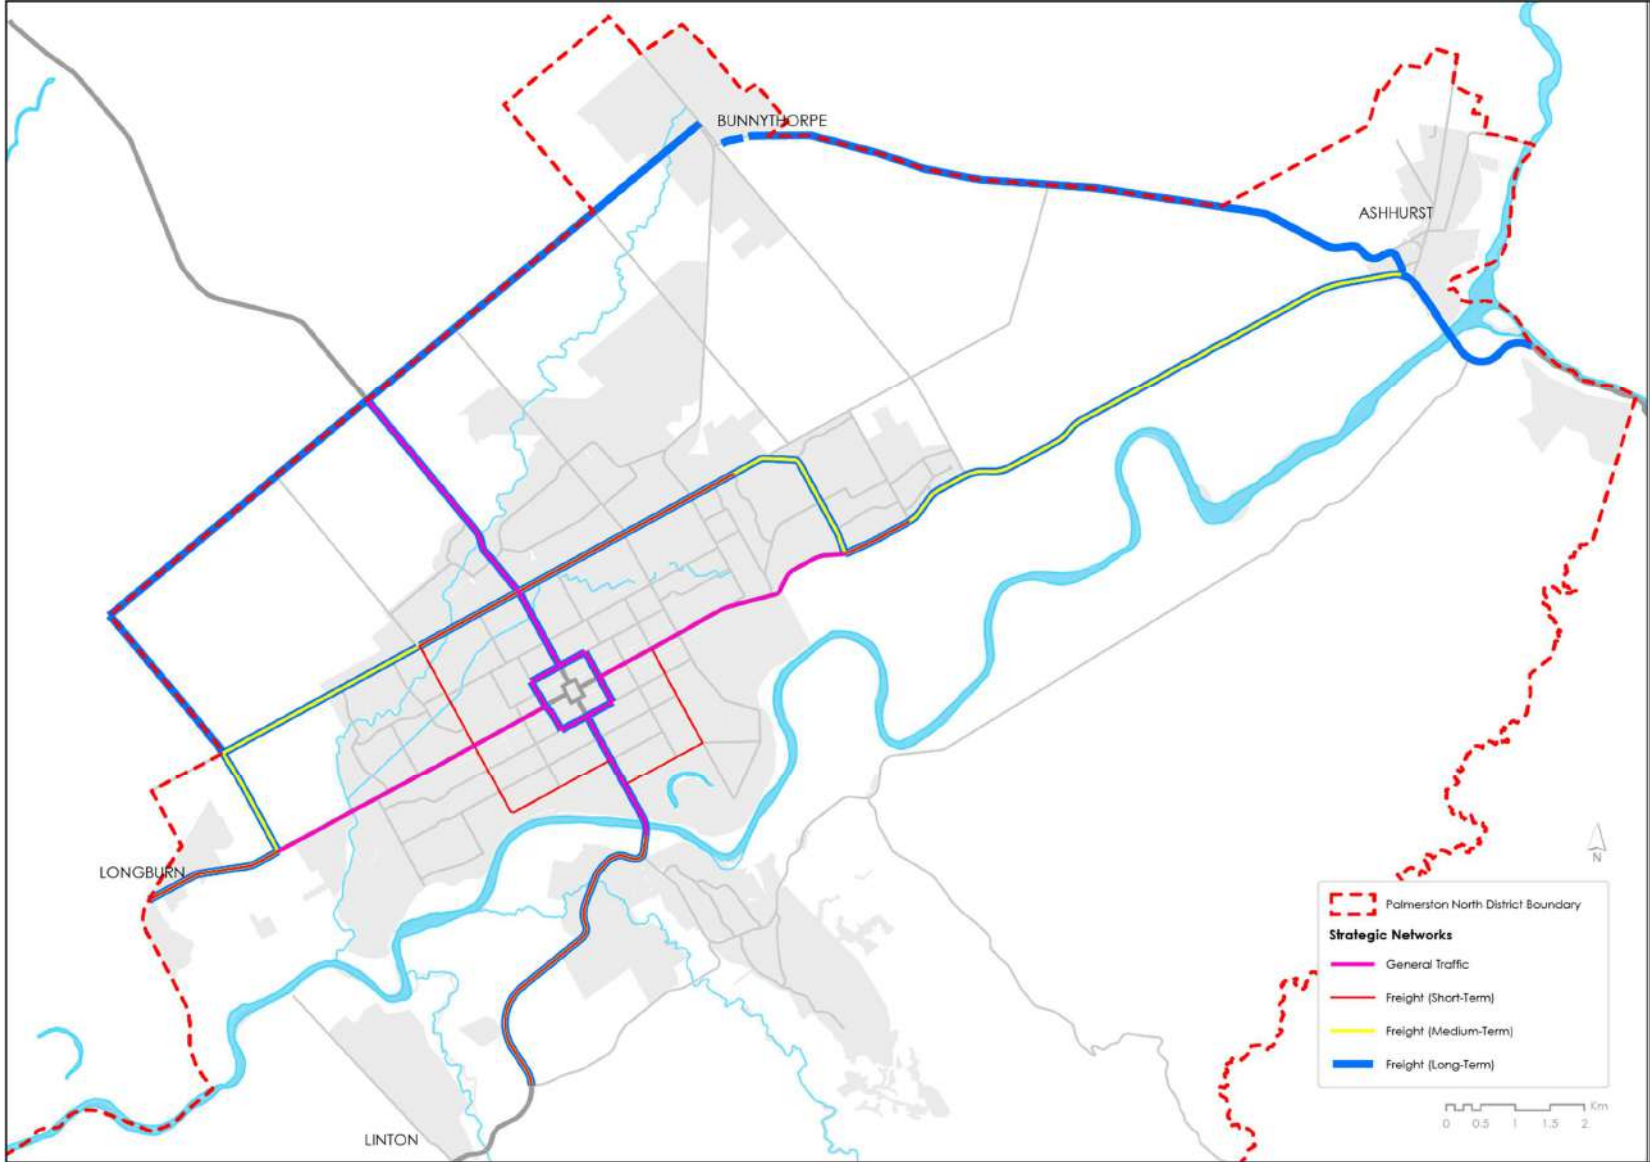 BUNNYTHORPE
ASHHURST
LONGBURN
LINTON
N
Palmerston North District Boundary
Strategic Networks
General Traffic
Freight (Short-Term)
Freight (Medium-Term)
Freight (Long-Term)
Km
0 0.5 1 1.5 2